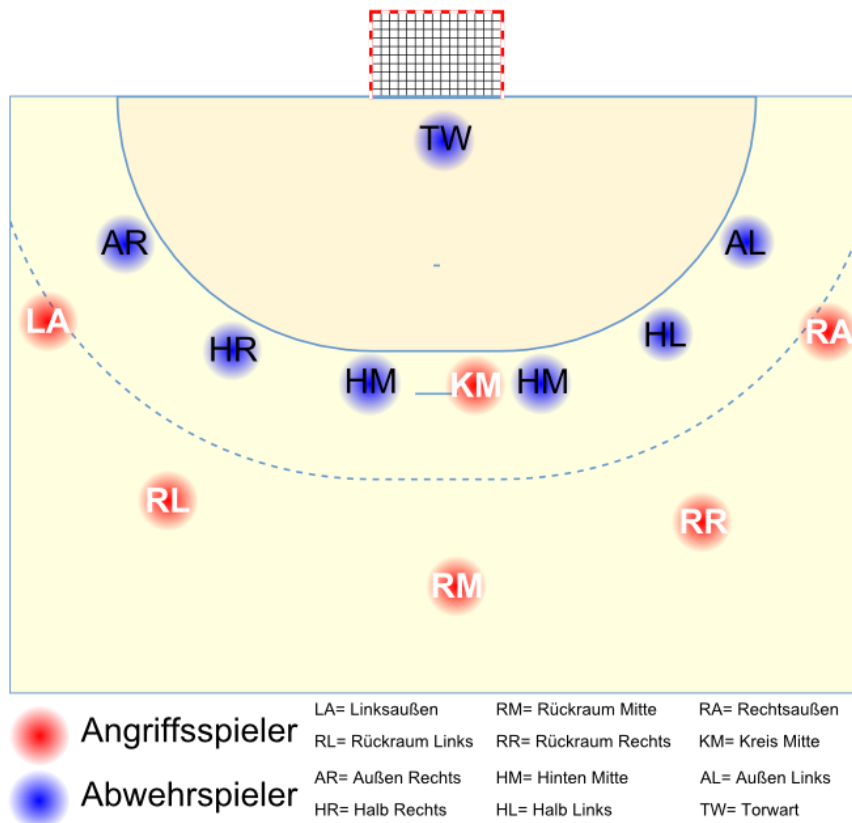 TW
AR
AL
LA
RA
HR
HL
HM
KM
HM
RL
RR
RM
Angriffsspieler
LA= Linksaußen
RM= Rückraum Mitte
RA= Rechtsaußen
RL= Rückraum Links
RR= Rückraum Rechts
KM= Kreis Mitte
Abwehrspieler
AR= Außen Rechts
HM= Hinten Mitte
AL= Außen Links
HR= Halb Rechts
HL= Halb Links
TW= Torwart